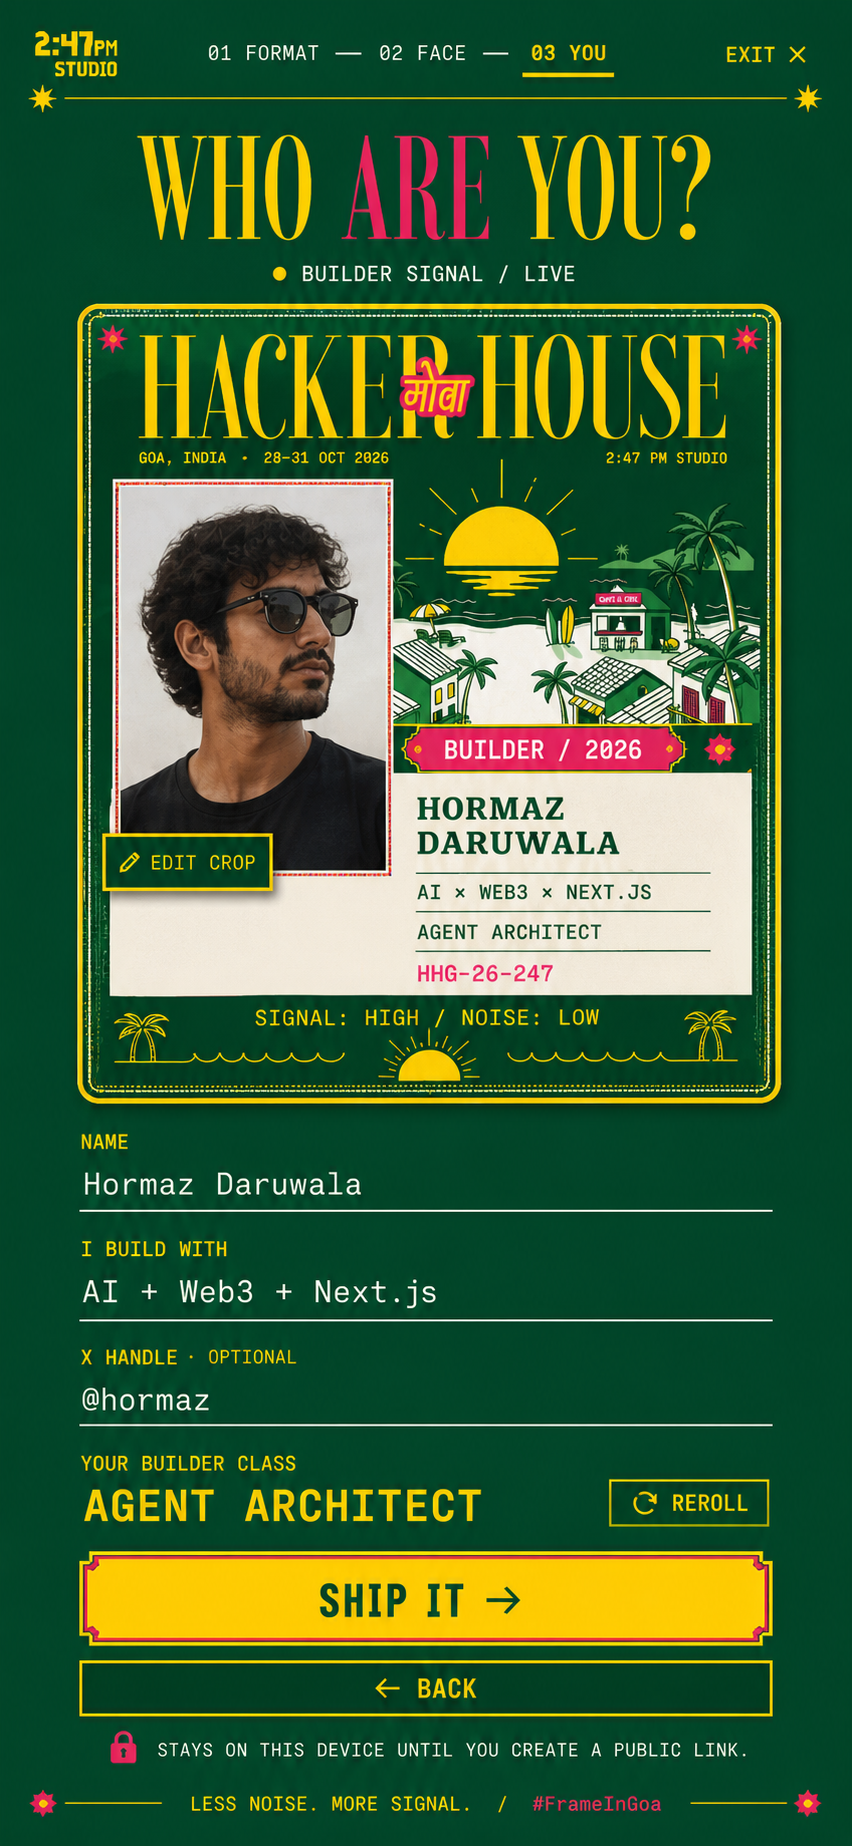 2:47PM
STUDIO
01 FORMAT — 02 FACE — 03 YOU
EXIT ×
WHO ARE YOU?
BUILDER SIGNAL / LIVE
HACKER HOUSE
गोवा
GOA, INDIA • 28–31 OCT 2026
2:47 PM STUDIO
BUILDER / 2026
HORMAZ
DARUWALA
AI × WEB3 × NEXT.JS
AGENT ARCHITECT
HHG-26-247
EDIT CROP
SIGNAL: HIGH / NOISE: LOW
NAME
Hormaz Daruwala
I BUILD WITH
AI + Web3 + Next.js
X HANDLE · OPTIONAL
@hormaz
YOUR BUILDER CLASS
AGENT ARCHITECT
REROLL
SHIP IT →
← BACK
STAYS ON THIS DEVICE UNTIL YOU CREATE A PUBLIC LINK.
LESS NOISE. MORE SIGNAL. / #FrameInGoa